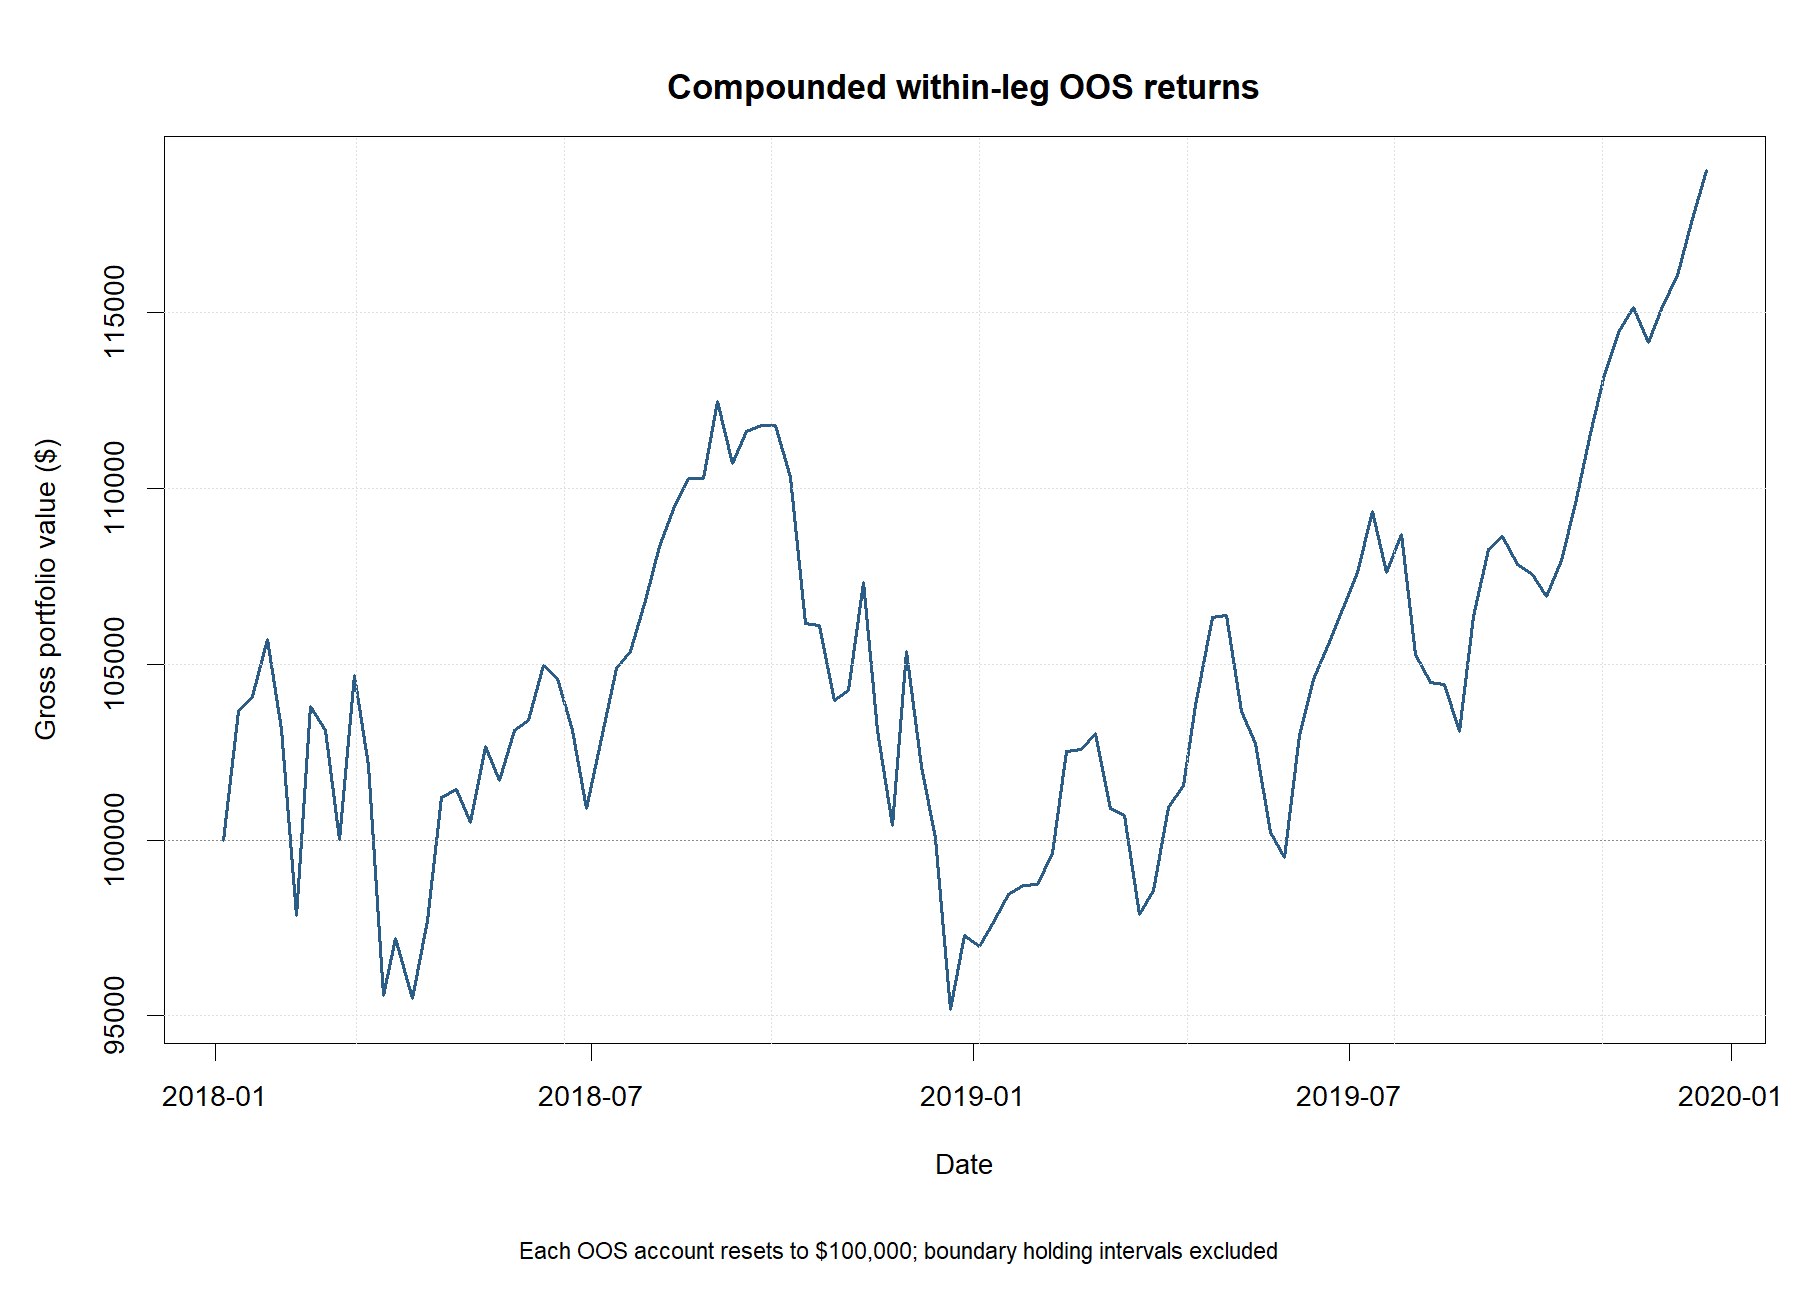 Compounded within-leg OOS returns
Gross portfolio value ($)
115000
110000
105000
100000
95000
2018-01
2018-07
2019-01
2019-07
2020-01
Date
Each OOS account resets to $100,000; boundary holding intervals excluded